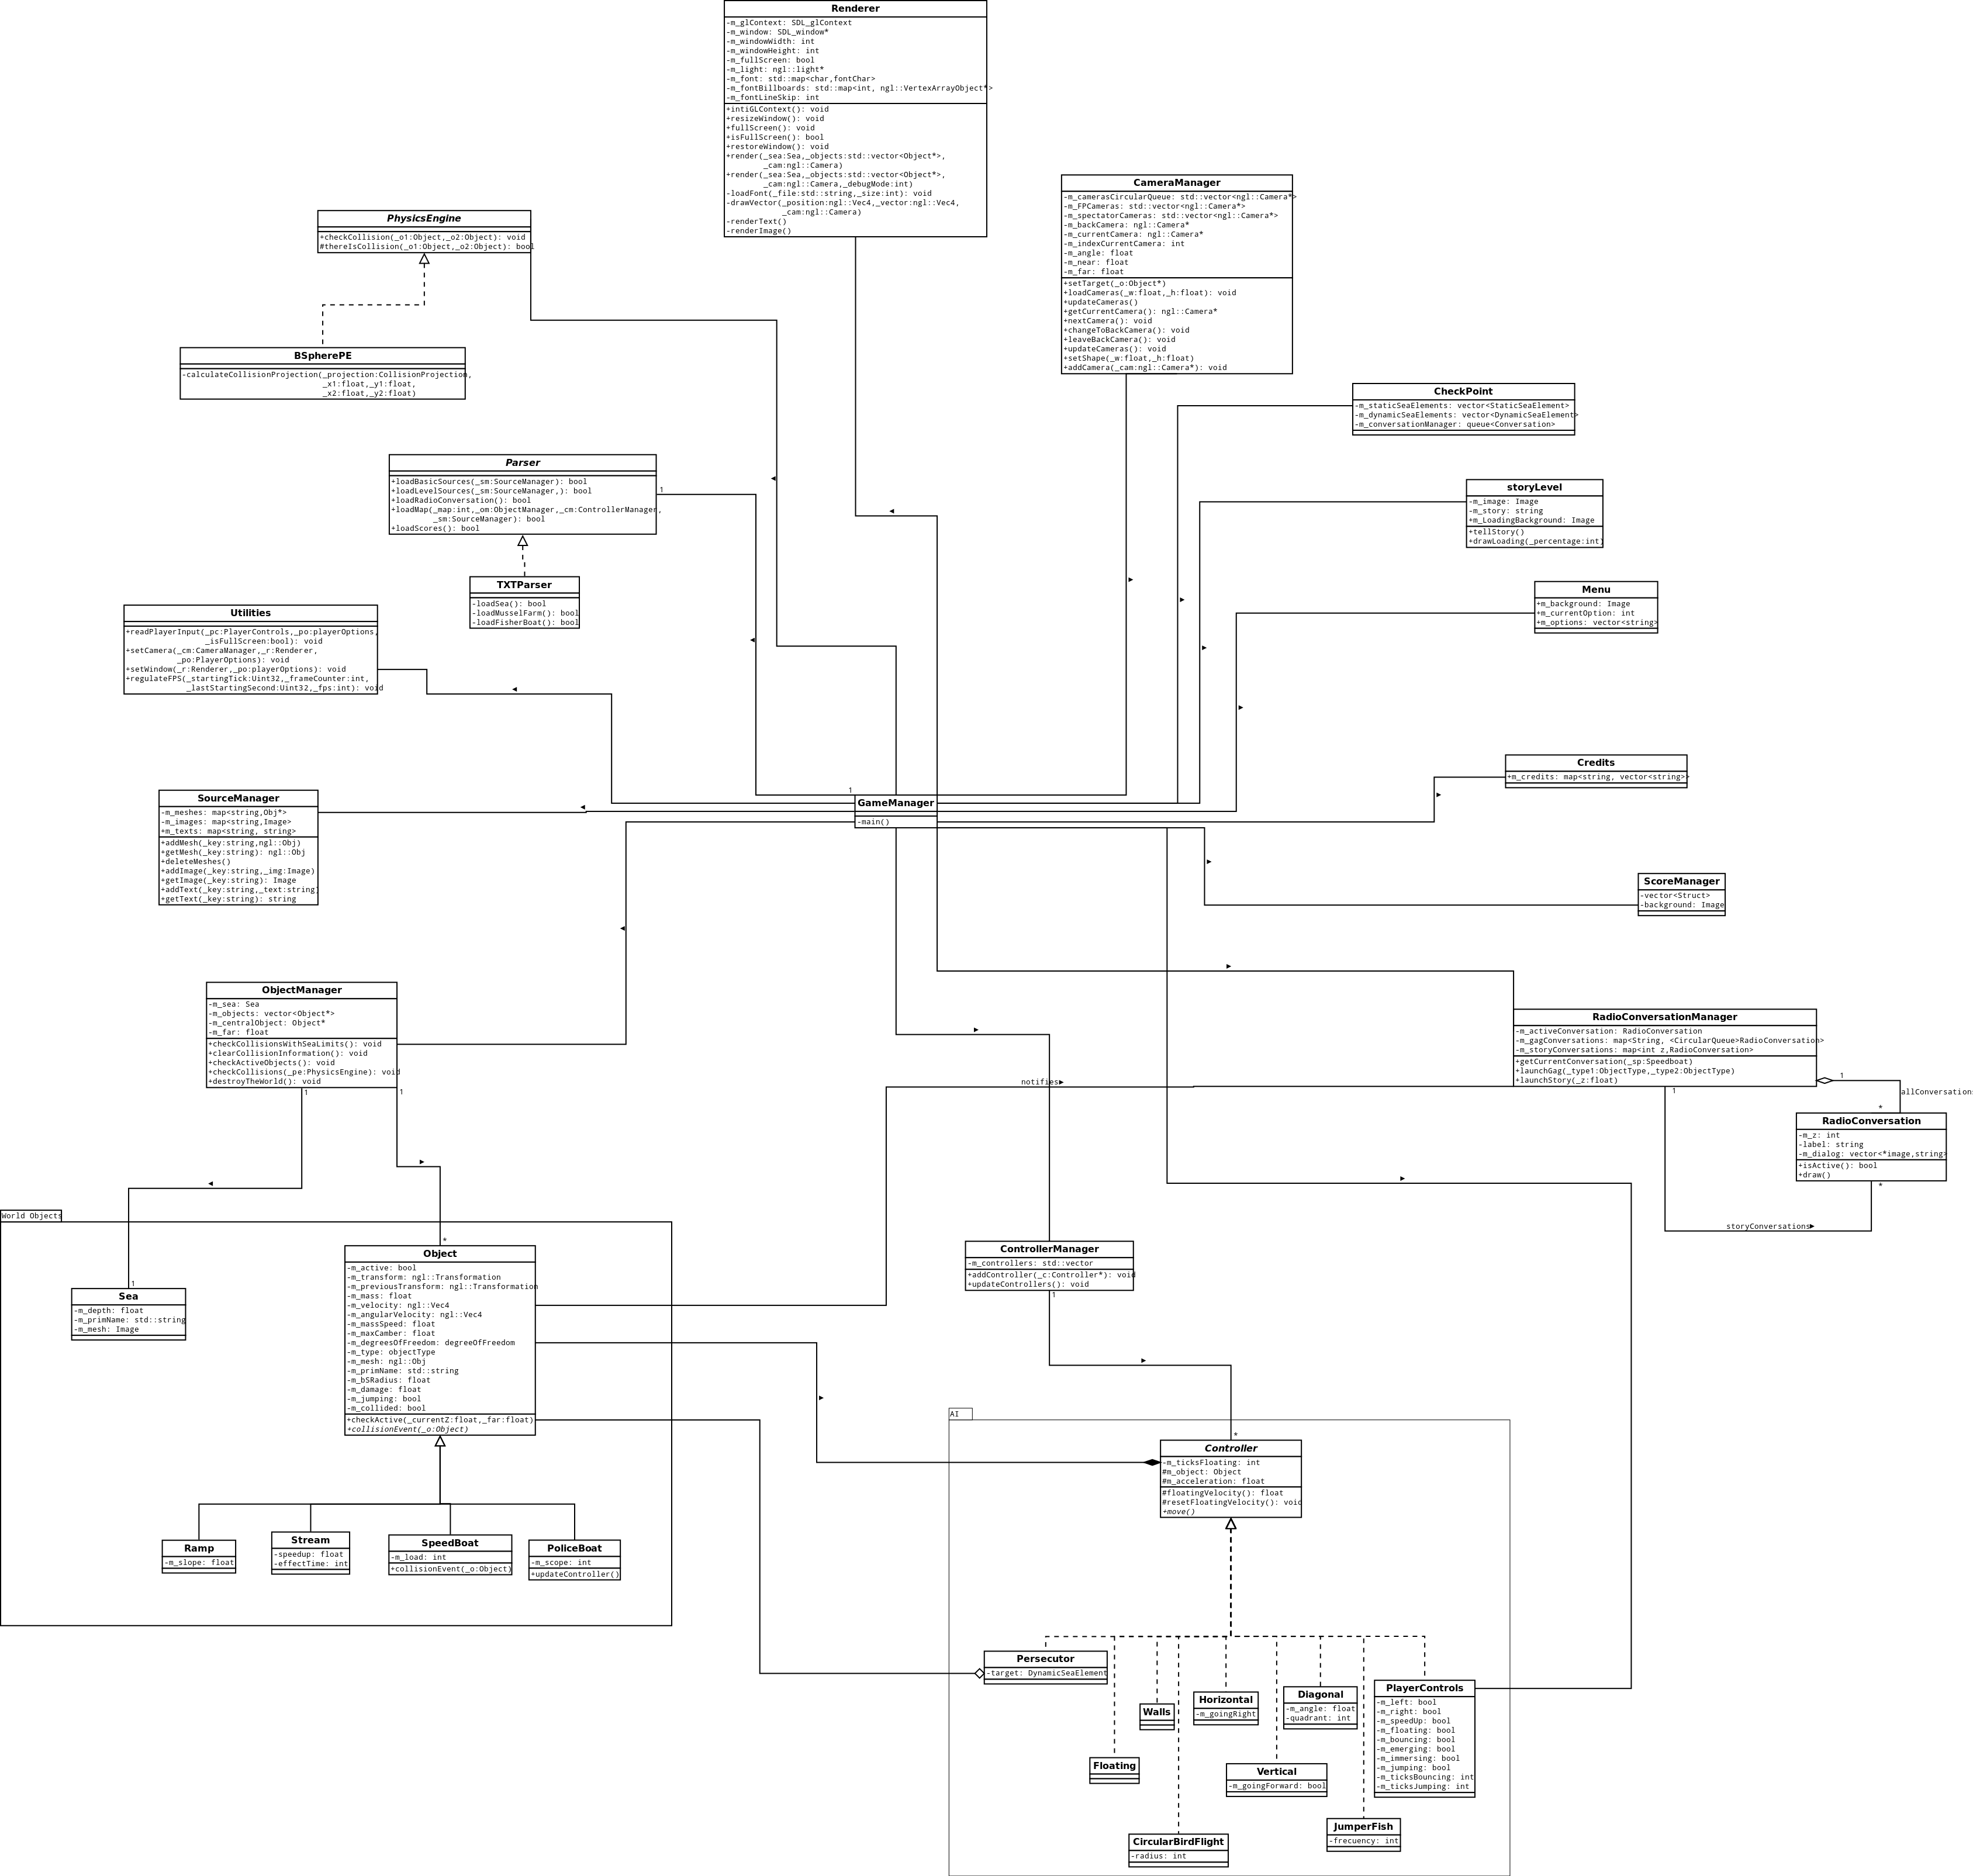 Renderer
-m_glContext: SDL_glContext
-m_window: SDL_window*
-m_windowWidth: int
-m_windowHeight: int
-m_fullScreen: bool
-m_light: ngl::light*
-m_font: std::map<char,fontChar>
-m_fontBillboards: std::map<int, ngl::VertexArrayObject*>
-m_fontLineSkip: int
+intiGLContext(): void
+resizeWindow(): void
+fullScreen(): void
+isFullScreen(): bool
+restoreWindow(): void
+render(_sea:Sea,_objects:std::vector<Object*>,
_cam:ngl::Camera)
+render(_sea:Sea,_objects:std::vector<Object*>,
_cam:ngl::Camera,_debugMode:int)
-loadFont(_file:std::string,_size:int): void
-drawVector(_position:ngl::Vec4,_vector:ngl::Vec4,
_cam:ngl::Camera)
-renderText()
-renderImage()
CameraManager
-m_camerasCircularQueue: std::vector<ngl::Camera*>
-m_FPCameras: std::vector<ngl::Camera*>
-m_spectatorCameras: std::vector<ngl::Camera*>
-m_backCamera: ngl::Camera*
-m_currentCamera: ngl::Camera*
-m_indexCurrentCamera: int
-m_angle: float
-m_near: float
-m_far: float
+setTarget(_o:Object*)
+loadCameras(_w:float,_h:float): void
+updateCameras()
+getCurrentCamera(): ngl::Camera*
+nextCamera(): void
+changeToBackCamera(): void
+leaveBackCamera(): void
+updateCameras(): void
+setShape(_w:float,_h:float)
+addCamera(_cam:ngl::Camera*): void
PhysicsEngine
+checkCollision(_o1:Object,_o2:Object): void
#thereIsCollision(_o1:Object,_o2:Object): bool
BSpherePE
-calculateCollisionProjection(_projection:CollisionProjection,
_x1:float,_y1:float,
_x2:float,_y2:float)
CheckPoint
-m_staticSeaElements: vector<StaticSeaElement>
-m_dynamicSeaElements: vector<DynamicSeaElement>
-m_conversationManager: queue<Conversation>
Parser
+loadBasicSources(_sm:SourceManager): bool
+loadLevelSources(_sm:SourceManager,): bool
+loadRadioConversation(): bool
+loadMap(_map:int,_om:ObjectManager,_cm:ControllerManager,
_sm:SourceManager): bool
+loadScores(): bool
1
storyLevel
-m_image: Image
-m_story: string
+m_LoadingBackground: Image
+tellStory()
+drawLoading(_percentage:int)
TXTParser
-loadSea(): bool
-loadMusselFarm(): bool
-loadFisherBoat(): bool
Menu
+m_background: Image
+m_currentOption: int
+m_options: vector<string>
Utilities
+readPlayerInput(_pc:PlayerControls,_po:playerOptions,
_isFullScreen:bool): void
+setCamera(_cm:CameraManager,_r:Renderer,
_po:PlayerOptions): void
+setWindow(_r:Renderer,_po:playerOptions): void
+regulateFPS(_startingTick:Uint32,_frameCounter:int,
_lastStartingSecond:Uint32,_fps:int): void
Credits
+m_credits: map<string, vector<string>>
SourceManager
-m_meshes: map<string,Obj*>
-m_images: map<string,Image>
+m_texts: map<string, string>
+addMesh(_key:string,ngl::Obj)
+getMesh(_key:string): ngl::Obj
+deleteMeshes()
+addImage(_key:string,_img:Image)
+getImage(_key:string): Image
+addText(_key:string,_text:string)
+getText(_key:string): string
1
GameManager
-main()
ScoreManager
-vector<Struct>
-background: Image
ObjectManager
-m_sea: Sea
-m_objects: vector<Object*>
-m_centralObject: Object*
-m_far: float
+checkCollisionsWithSeaLimits(): void
+clearCollisionInformation(): void
+checkActiveObjects(): void
+checkCollisions(_pe:PhysicsEngine): void
+destroyTheWorld(): void
1
1
RadioConversationManager
-m_activeConversation: RadioConversation
-m_gagConversations: map<String, <CircularQueue>RadioConversation>
-m_storyConversations: map<int z,RadioConversation>
+getCurrentConversation(_sp:Speedboat)
+launchGag(_type1:ObjectType,_type2:ObjectType)
+launchStory(_z:float)
notifies
1
1
allConversation
*
RadioConversation
-m_z: int
-label: string
-m_dialog: vector<*image,string>
+isActive(): bool
+draw()
*
storyConversations
World Objects
*
Object
-m_active: bool
-m_transform: ngl::Transformation
-m_previousTransform: ngl::Transformation
-m_mass: float
-m_velocity: ngl::Vec4
-m_angularVelocity: ngl::Vec4
-m_massSpeed: float
-m_maxCamber: float
-m_degreesOfFreedom: degreeOfFreedom
-m_type: objectType
-m_mesh: ngl::Obj
-m_primName: std::string
-m_bSRadius: float
-m_damage: float
-m_jumping: bool
-m_collided: bool
+checkActive(_currentZ:float,_far:float)
+collisionEvent(_o:Object)
1
Sea
-m_depth: float
-m_primName: std::string
-m_mesh: Image
ControllerManager
-m_controllers: std::vector
+addController(_c:Controller*): void
+updateControllers(): void
1
AI
*
Controller
-m_ticksFloating: int
#m_object: Object
#m_acceleration: float
#floatingVelocity(): float
#resetFloatingVelocity(): void
+move()
Ramp
-m_slope: float
Stream
-speedup: float
-effectTime: int
SpeedBoat
-m_load: int
+collisionEvent(_o:Object)
PoliceBoat
-m_scope: int
+updateController()
Persecutor
-target: DynamicSeaElement
Walls
Horizontal
-m_goingRight
Diagonal
-m_angle: float
-quadrant: int
PlayerControls
-m_left: bool
-m_right: bool
-m_speedUp: bool
-m_floating: bool
-m_bouncing: bool
-m_emerging: bool
-m_immersing: bool
-m_jumping: bool
-m_ticksBouncing: int
-m_ticksJumping: int
Floating
Vertical
-m_goingForward: bool
CircularBirdFlight
-radius: int
JumperFish
-frecuency: int